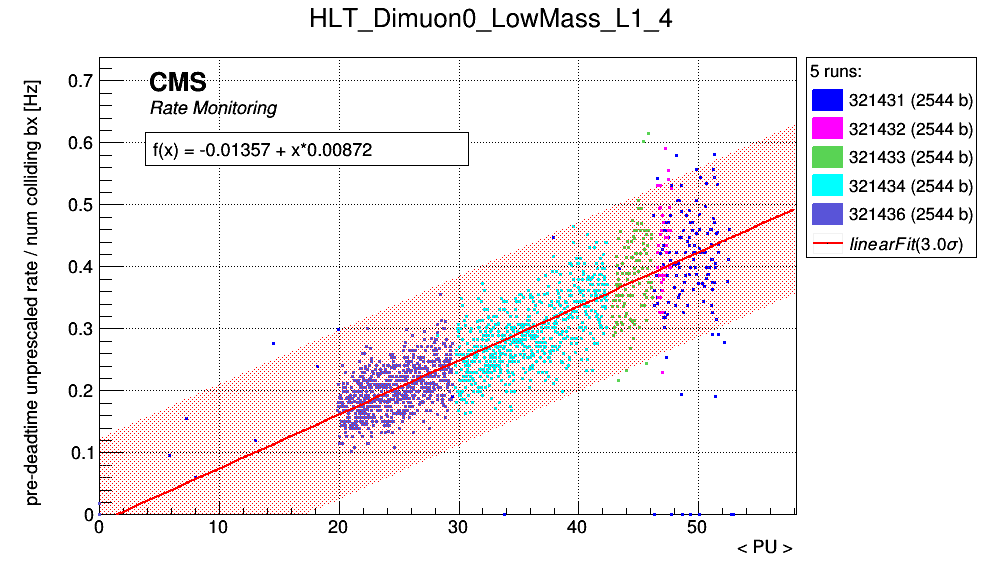 HLT_Dimuon0_LowMass_L1_4
pre-deadtime unprescaled rate / num colliding bx [Hz]
0.7
0.6
0.5
0.4
0.3
0.2
0.1
0
CMS
Rate Monitoring
f(x) = -0.01357 + x*0.00872
0 10 20 30 40 50
< PU >
5 runs:
321431 (2544 b)
321432 (2544 b)
321433 (2544 b)
321434 (2544 b)
321436 (2544 b)
linearFit(3.0σ)